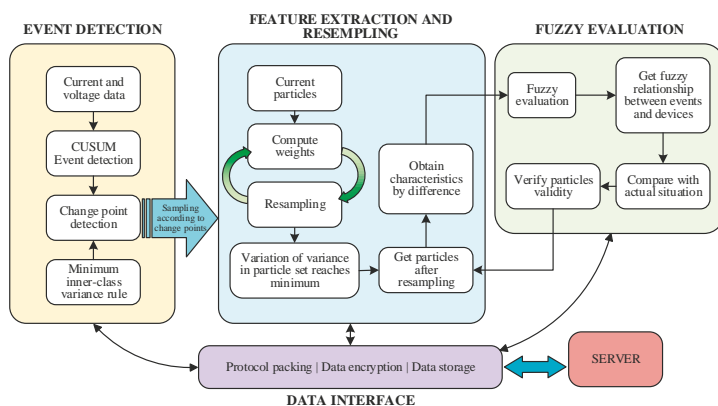 EVENT DETECTION
FEATURE EXTRACTION AND
RESEMPLING
FUZZY EVALUATION
Current and
voltage data
CUSUM
Event detection
Change point
detection
Minimum
inner-class
variance rule
Sampling
according to
change points
Current
particles
Compute
weights
Resampling
Variation of variance
in particle set reaches
minimum
Obtain
characteristics
by difference
Get particles
after
resampling
Fuzzy
evaluation
Get fuzzy
relationship
between events
and devices
Verify particles
validity
Compare with
actual situation
Protocol packing | Data encryption | Data storage
SERVER
DATA INTERFACE